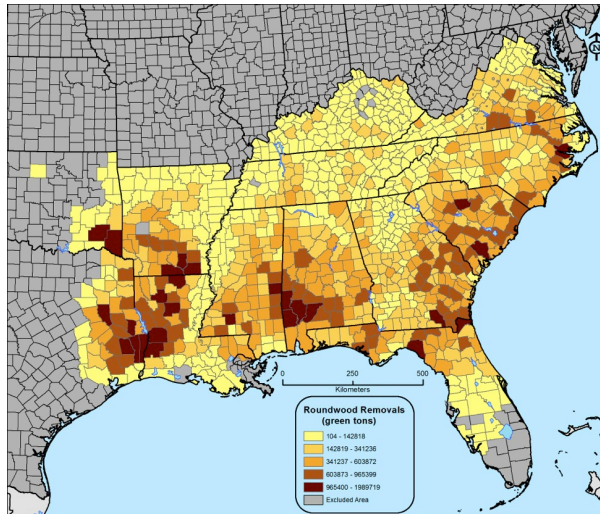 N
0 250 500
Kilometers
Roundwood Removals
(green tons)
104 - 142818
142819 - 341236
341237 - 603872
603873 - 965399
965400 - 1989719
Excluded Area